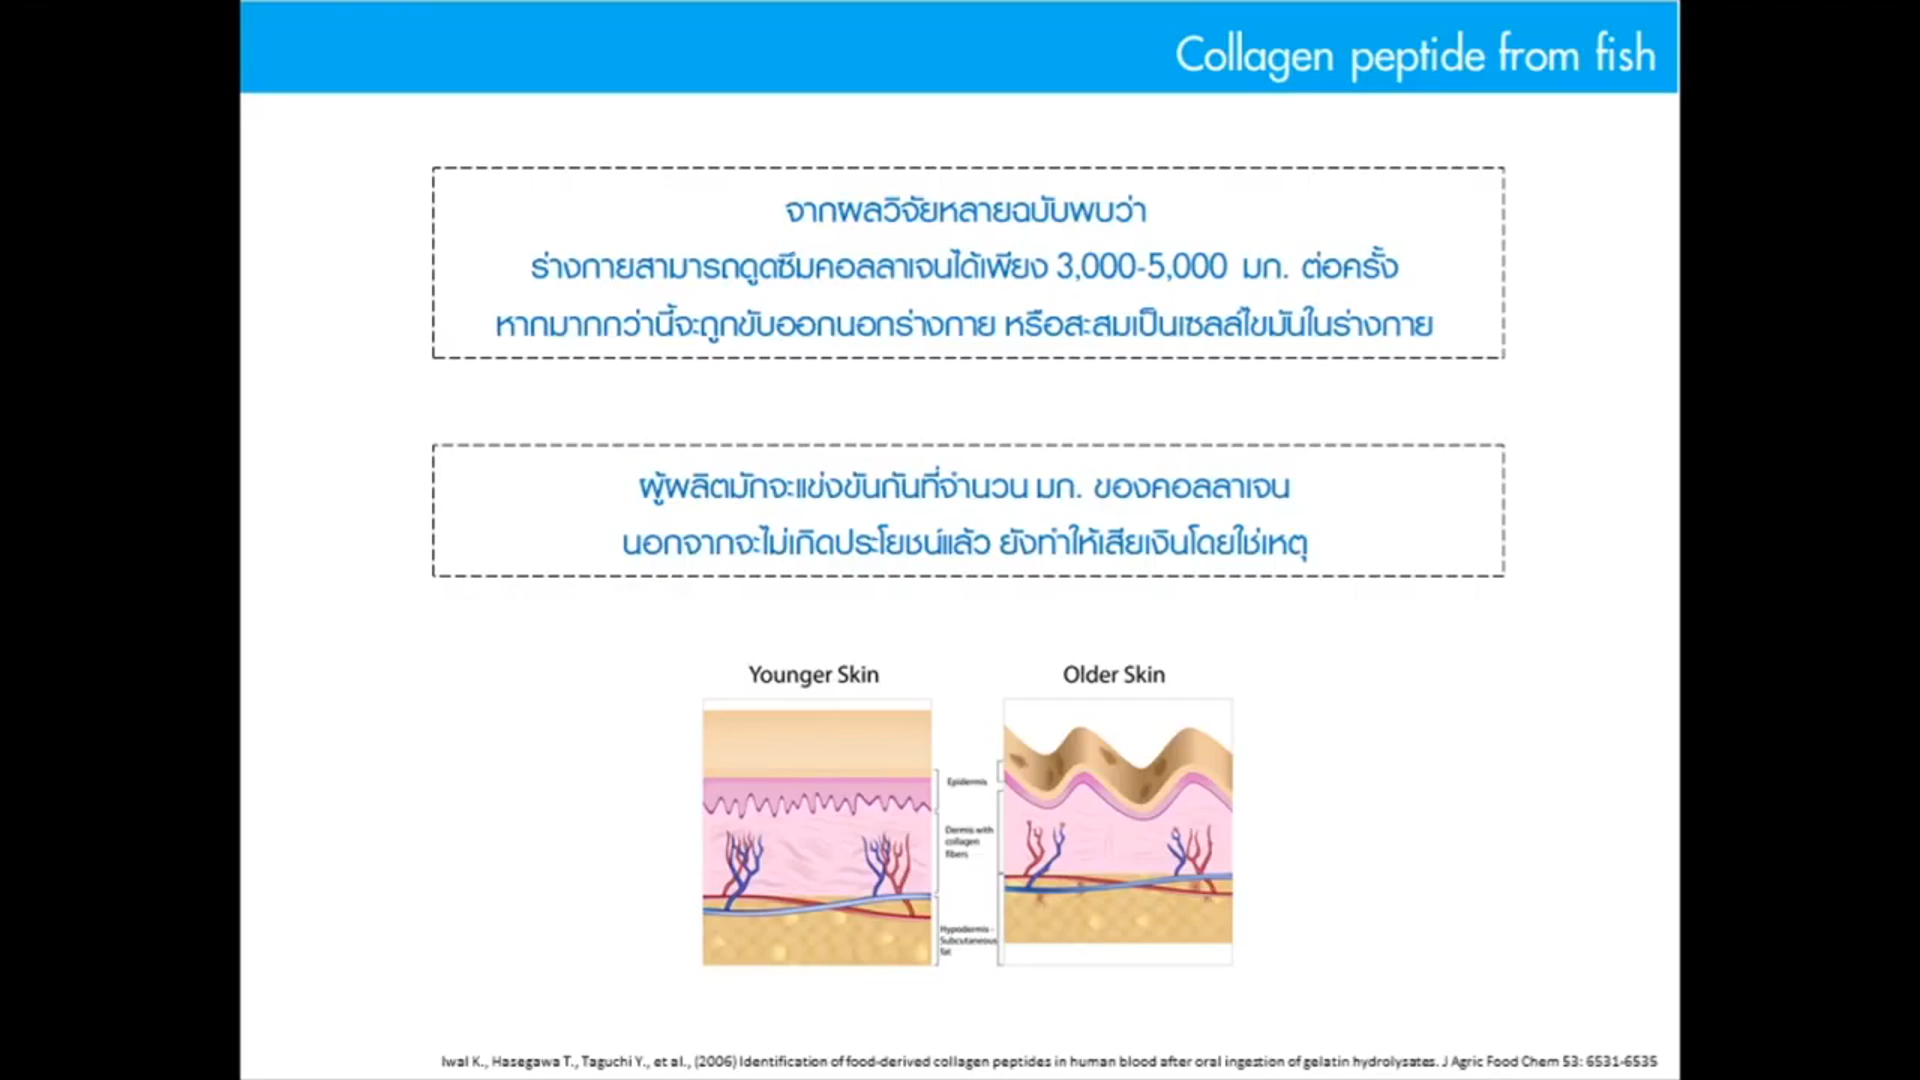 Collagen peptide from fish
จากผลวิจัยหลายฉบับพบว่า
ร่างกายสามารถดูดซึมคอลลาเจนได้เพียง 3,000-5,000 มก. ต่อครั้ง
หากมากกว่านี้จะถูกขับออกนอกร่างกาย หรือสะสมเป็นเซลล์ไขมันในร่างกาย
ผู้ผลิตมักจะแข่งขันกันที่จำนวน มก. ของคอลลาเจน
นอกจากจะไม่เกิดประโยชน์แล้ว ยังทำให้เสียเงินโดยใช่เหตุ
Younger Skin
Older Skin
Epidermis
Dermis with
collagen
fibers
Hypodermis -
Subcutaneous
fat
Iwal K., Hasegawa T., Taguchi Y., et al., (2006) Identification of food-derived collagen peptides in human blood after oral ingestion of gelatin hydrolysates. J Agric Food Chem 53: 6531-6535